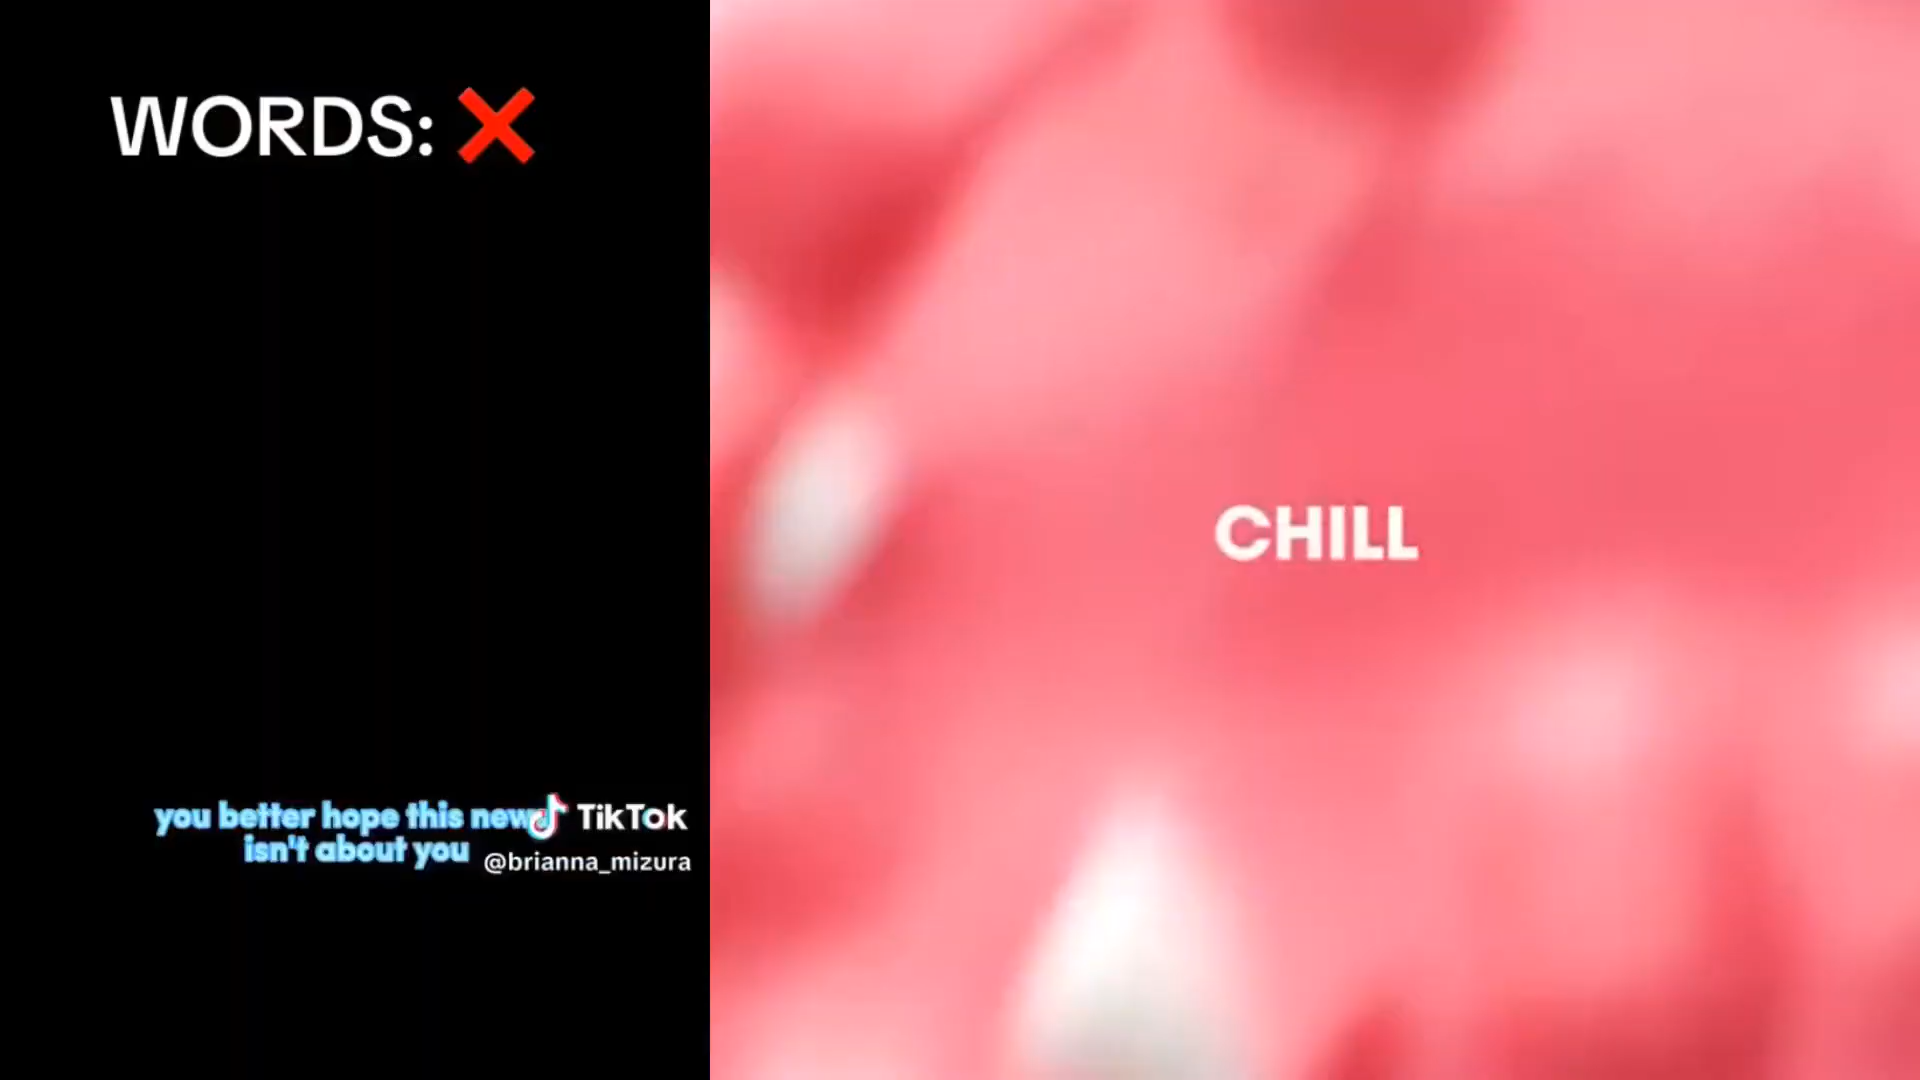 WORDS: ❌
CHILL
you better hope this new
isn't about you
TikTok
@brianna_mizura